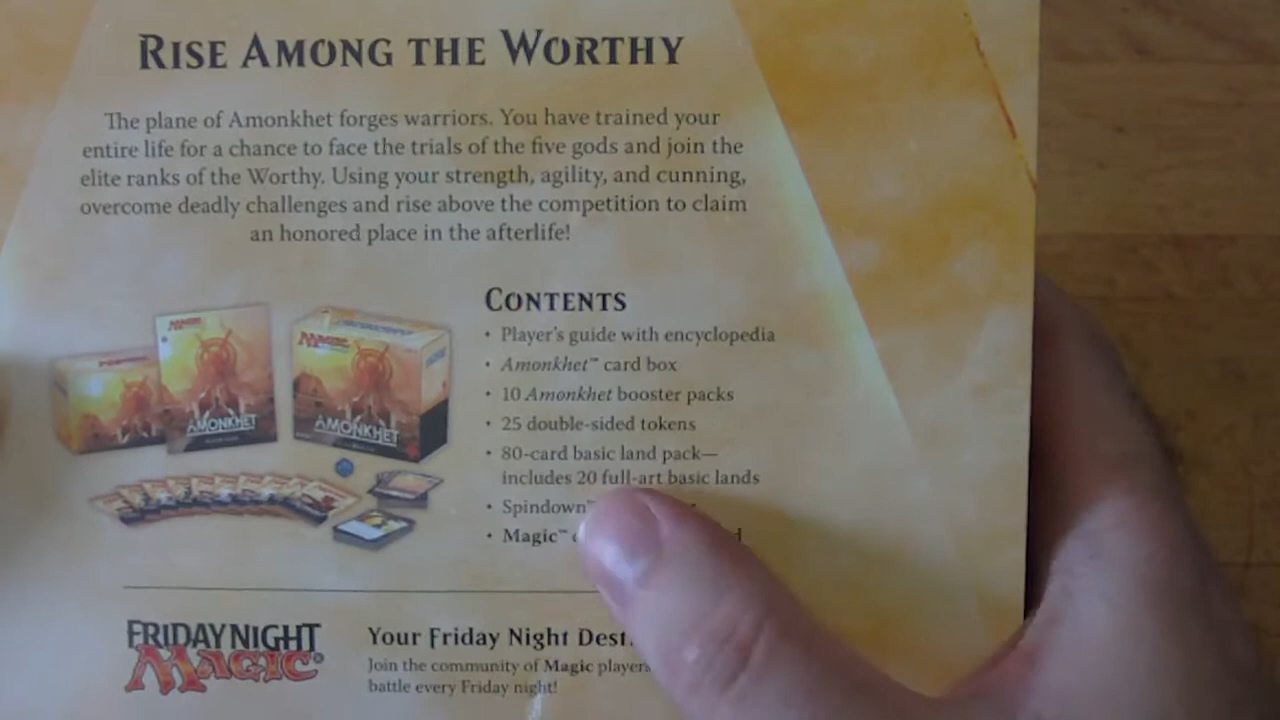 RISE AMONG THE WORTHY
The plane of Amonkhet forges warriors. You have trained your
entire life for a chance to face the trials of the five gods and join the
elite ranks of the Worthy. Using your strength, agility, and cunning,
overcome deadly challenges and rise above the competition to claim
an honored place in the afterlife!
CONTENTS
• Player's guide with encyclopedia
• Amonkhet™ card box
• 10 Amonkhet booster packs
• 25 double-sided tokens
• 80-card basic land pack—
includes 20 full-art basic lands
• Spindown™
• Magic™
MAGIC
AMONKHET
MAGIC
AMONKHET
FRIDAY NIGHT
MAGIC®
Your Friday Night
Join the community of Magic players
battle every Friday night!